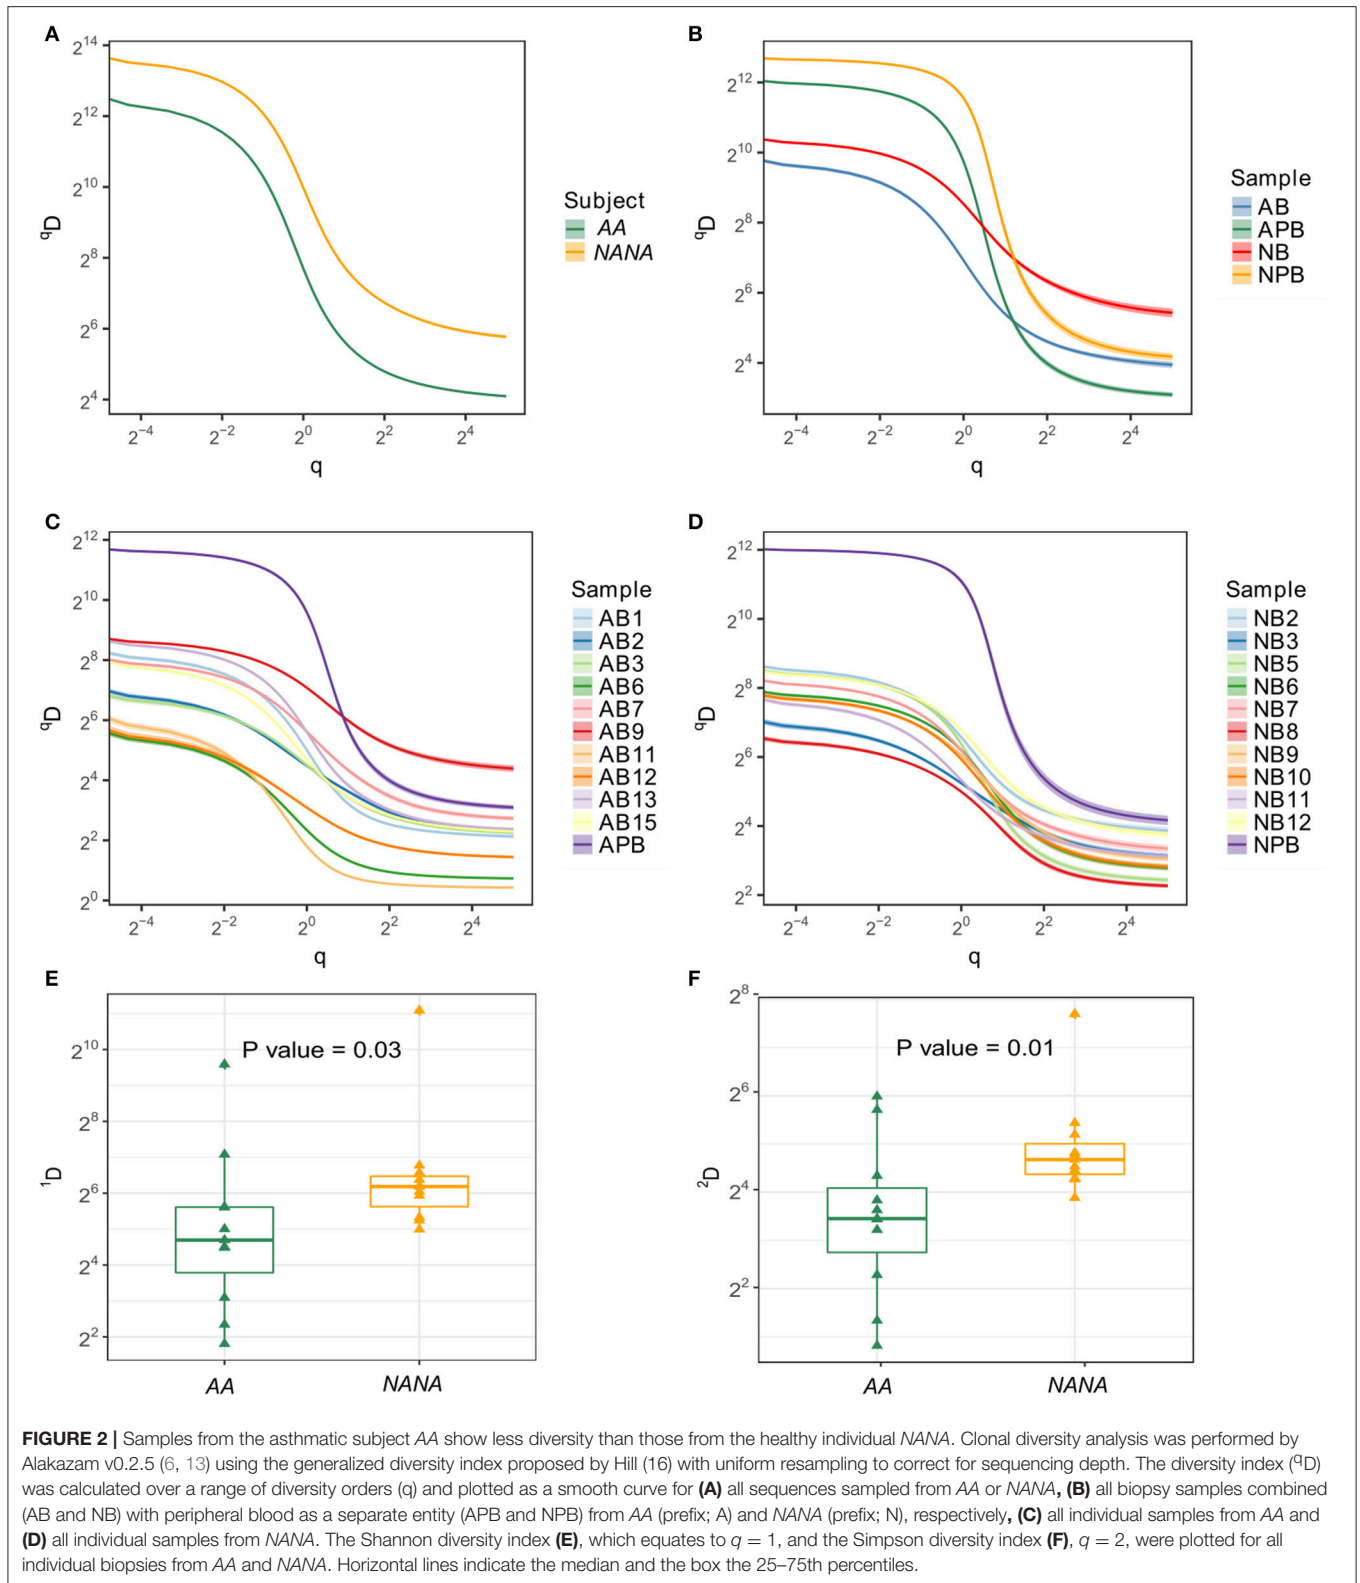 A
2^14
2^12
2^10
2^8
2^6
2^4
qD
2^−4
2^−2
2^0
2^2
2^4
q
Subject
AA
NANA
B
2^12
2^10
2^8
2^6
2^4
qD
2^−4
2^−2
2^0
2^2
2^4
q
Sample
AB
APB
NB
NPB
C
2^12
2^10
2^8
2^6
2^4
2^2
2^0
qD
2^−4
2^−2
2^0
2^2
2^4
q
Sample
AB1
AB2
AB3
AB6
AB7
AB9
AB11
AB12
AB13
AB15
APB
D
2^12
2^10
2^8
2^6
2^4
2^2
qD
2^−4
2^−2
2^0
2^2
2^4
q
Sample
NB2
NB3
NB5
NB6
NB7
NB8
NB9
NB10
NB11
NB12
NPB
E
P value = 0.03
2^10
2^8
2^6
2^4
2^2
1D
AA
NANA
F
P value = 0.01
2^8
2^6
2^4
2^2
2D
AA
NANA
FIGURE 2 | Samples from the asthmatic subject AA show less diversity than those from the healthy individual NANA. Clonal diversity analysis was performed by
Alakazam v0.2.5 (6, 13) using the generalized diversity index proposed by Hill (16) with uniform resampling to correct for sequencing depth. The diversity index (qD)
was calculated over a range of diversity orders (q) and plotted as a smooth curve for (A) all sequences sampled from AA or NANA, (B) all biopsy samples combined
(AB and NB) with peripheral blood as a separate entity (APB and NPB) from AA (prefix; A) and NANA (prefix; N), respectively, (C) all individual samples from AA and
(D) all individual samples from NANA. The Shannon diversity index (E), which equates to q = 1, and the Simpson diversity index (F), q = 2, were plotted for all
individual biopsies from AA and NANA. Horizontal lines indicate the median and the box the 25–75th percentiles.